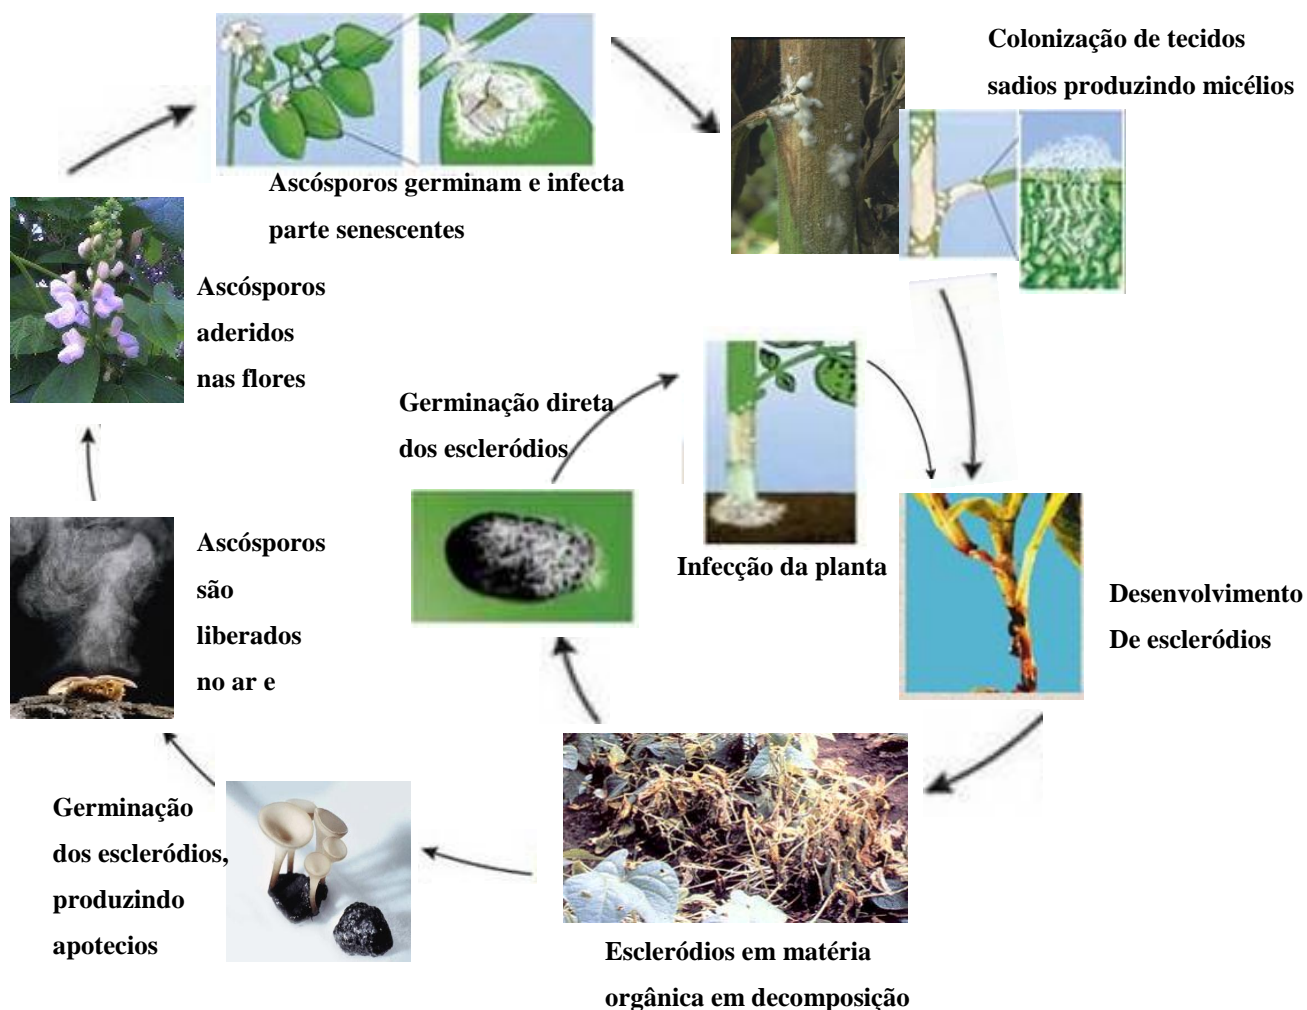 Colonização de tecidos
sadios produzindo micélios
Ascósporos germinam e infecta
parte senescentes
Ascósporos
aderidos
nas flores
Germinação direta
dos escleródios
Infecção da planta
Ascósporos
são
liberados
no ar e
Desenvolvimento
De escleródios
Germinação
dos escleródios,
produzindo
apotecios
Escleródios em matéria
orgânica em decomposição